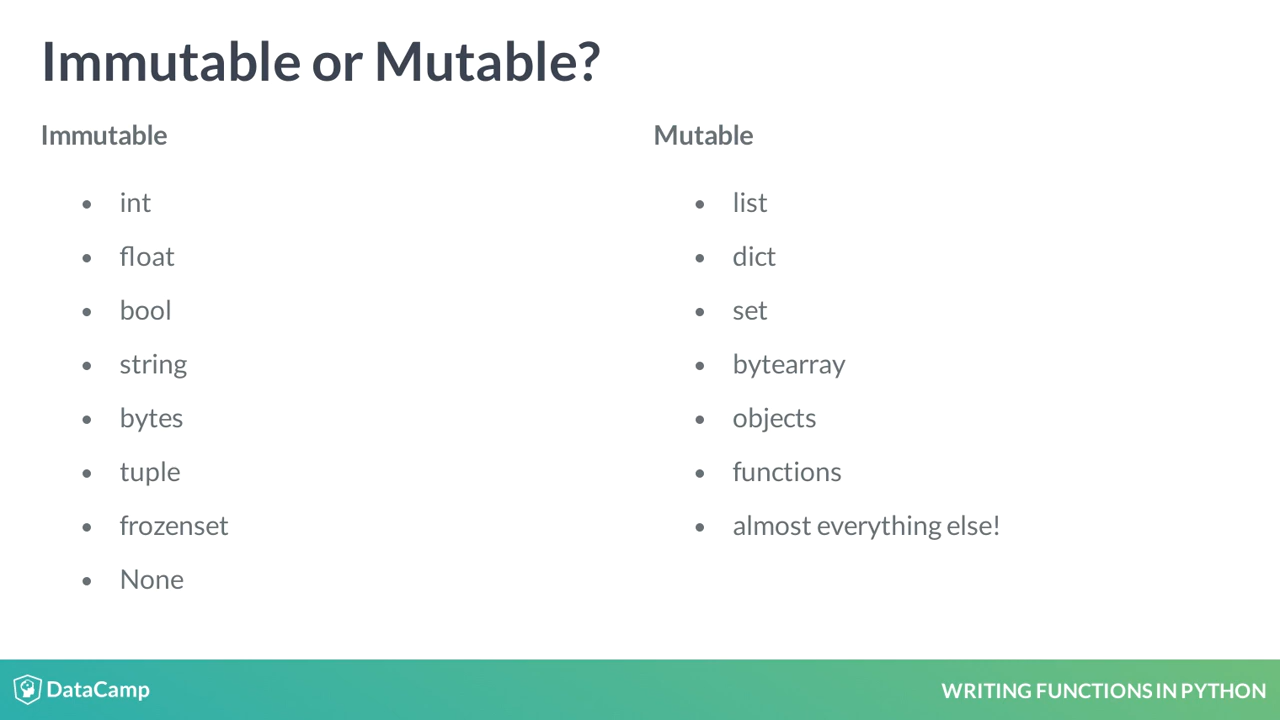 Immutable or Mutable?
Immutable
• int
• float
• bool
• string
• bytes
• tuple
• frozenset
• None
Mutable
• list
• dict
• set
• bytearray
• objects
• functions
• almost everything else!
DataCamp
WRITING FUNCTIONS IN PYTHON